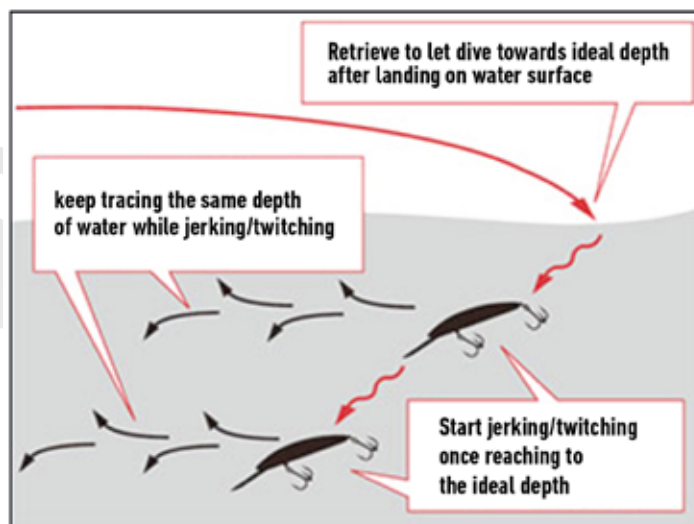 Retrieve to let dive towards ideal depth
after landing on water surface
keep tracing the same depth
of water while jerking/twitching
Start jerking/twitching
once reaching to
the ideal depth